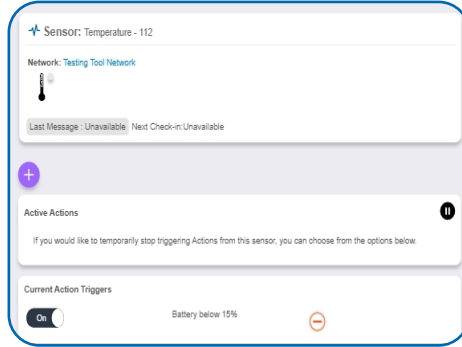 Sensor: Temperature - 112
Network: Testing Tool Network
Last Message : Unavailable Next Check-in:Unavailable
Active Actions
If you would like to temporarily stop triggering Actions from this sensor, you can choose from the options below.
Current Action Triggers
On Battery below 15%